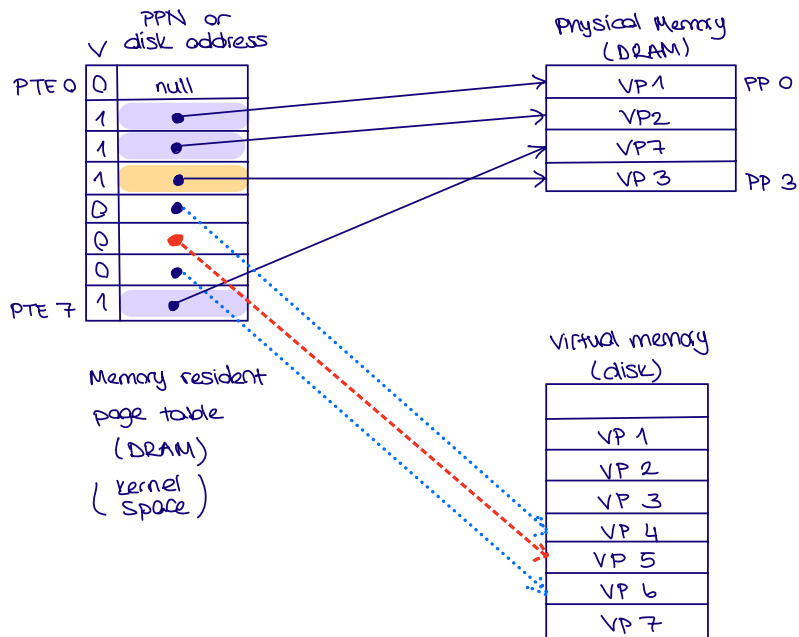 PPN or
disk address
V
PTE 0
0
null
1
1
1
0
0
0
PTE 7
1
Memory resident
page table
(DRAM)
(kernel
space)
Physical Memory
(DRAM)
VP 1
PP 0
VP2
VP7
VP 3
PP 3
Virtual memory
(disk)
VP 1
VP 2
VP 3
VP 4
VP 5
VP 6
VP 7